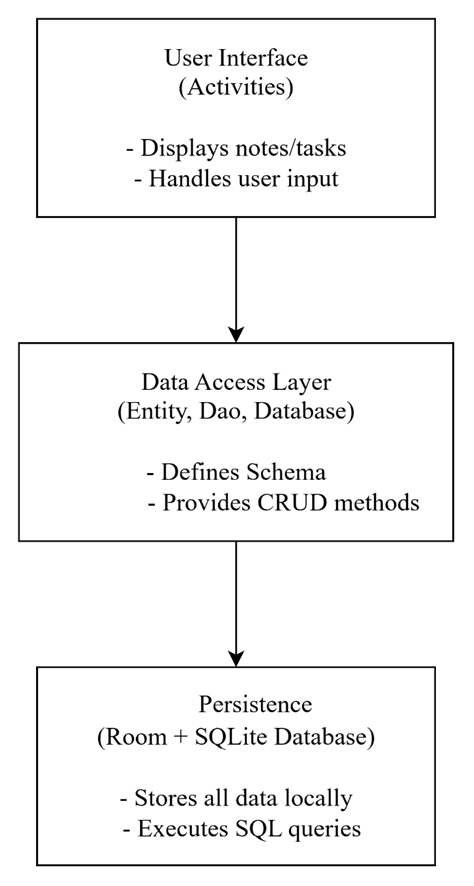 User Interface
(Activities)
- Displays notes/tasks
- Handles user input
Data Access Layer
(Entity, Dao, Database)
- Defines Schema
- Provides CRUD methods
Persistence
(Room + SQLite Database)
- Stores all data locally
- Executes SQL queries